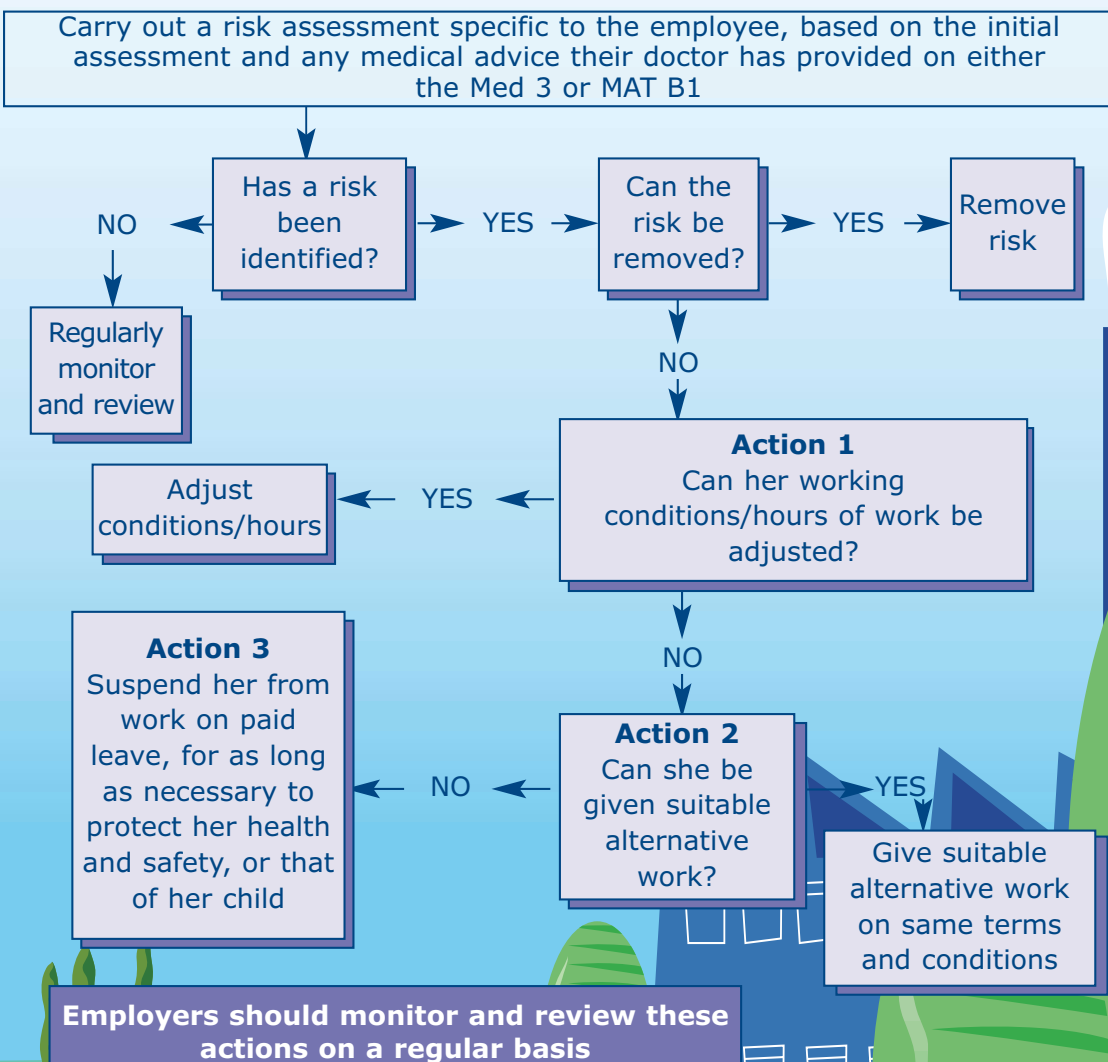 Carry out a risk assessment specific to the employee, based on the initial
assessment and any medical advice their doctor has provided on either
the Med 3 or MAT B1
Has a risk
been
identified?
NO
YES
Can the
risk be
removed?
YES
Remove
risk
Regularly
monitor
and review
NO
Action 1
Can her working
conditions/hours of work be
adjusted?
YES
Adjust
conditions/hours
NO
Action 2
Can she be
given suitable
alternative
work?
NO
Action 3
Suspend her from
work on paid
leave, for as long
as necessary to
protect her health
and safety, or that
of her child
YES
Give suitable
alternative work
on same terms
and conditions
Employers should monitor and review these
actions on a regular basis